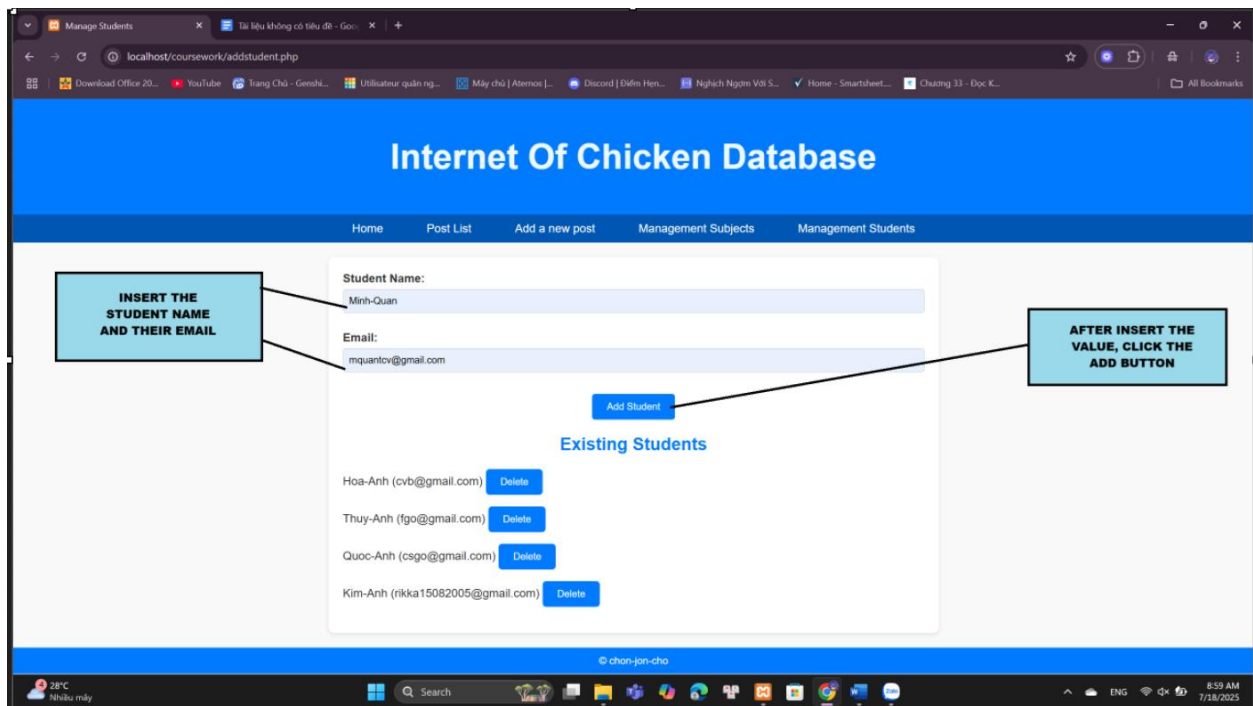 Manage Students
Tài liệu không có tiêu đề - Goo
localhost/coursework/addstudent.php
Download Office 20...
YouTube
Trang Chủ - Genshi...
Utilisateur quân ng...
Máy chủ | Aternos |...
Discord | Điểm Hẹn...
Nghịch Ngợm Với S...
Home - Smartsheet...
Chương 33 - Đọc K...
All Bookmarks
Internet Of Chicken Database
Home Post List Add a new post Management Subjects Management Students
INSERT THE
STUDENT NAME
AND THEIR EMAIL
Student Name:
Minh-Quan
Email:
mquantcv@gmail.com
AFTER INSERT THE
VALUE, CLICK THE
ADD BUTTON
Add Student
Existing Students
Hoa-Anh (cvb@gmail.com) Delete
Thuy-Anh (fgo@gmail.com) Delete
Quoc-Anh (csgo@gmail.com) Delete
Kim-Anh (rikka15082005@gmail.com) Delete
© chon-jon-cho
4
28°C
Nhiều mây
Search
Zalo
ENG
8:59 AM
7/18/2025